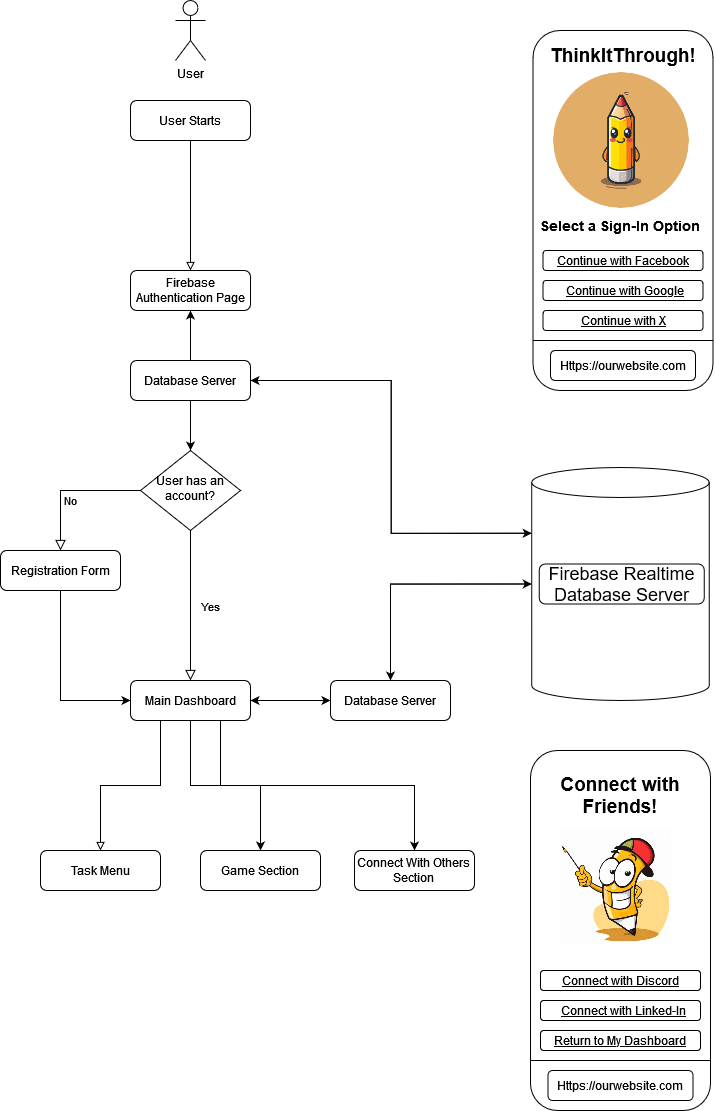 User
User Starts
Firebase
Authentication Page
Database Server
User has an
account?
No
Registration Form
Yes
Main Dashboard
Database Server
Task Menu
Game Section
Connect With Others
Section
ThinkItThrough!
Select a Sign-In Option
Continue with Facebook
Continue with Google
Continue with X
Https://ourwebsite.com
Firebase Realtime
Database Server
Connect with
Friends!
Connect with Discord
Connect with Linked-In
Return to My Dashboard
Https://ourwebsite.com